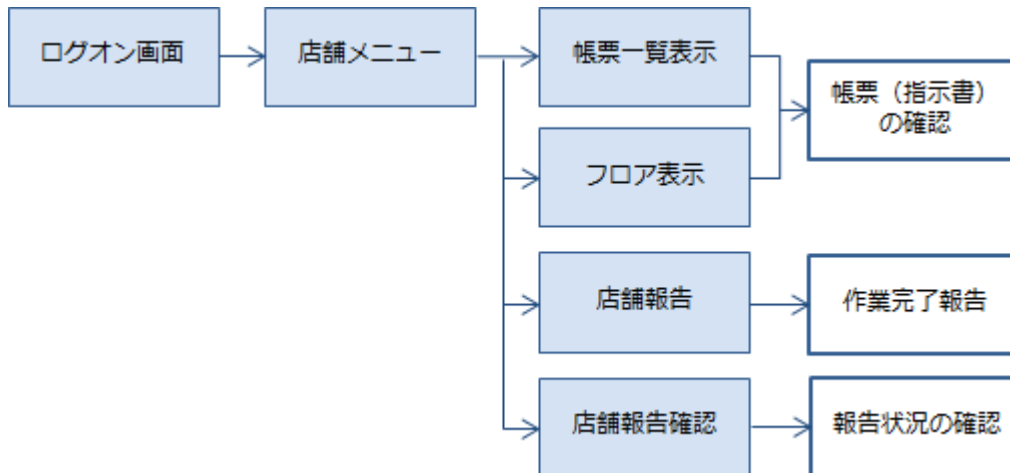 ログオン画面
店舗メニュー
帳票一覧表示
帳票（指示書）
の確認
フロア表示
店舗報告
作業完了報告
店舗報告確認
報告状況の確認